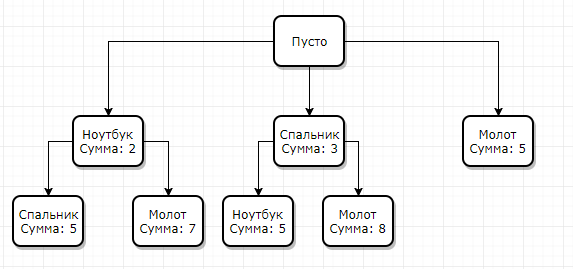 Пусто
Ноутбук
Сумма: 2
Спальник
Сумма: 3
Молот
Сумма: 5
Спальник
Сумма: 5
Молот
Сумма: 7
Ноутбук
Сумма: 5
Молот
Сумма: 8